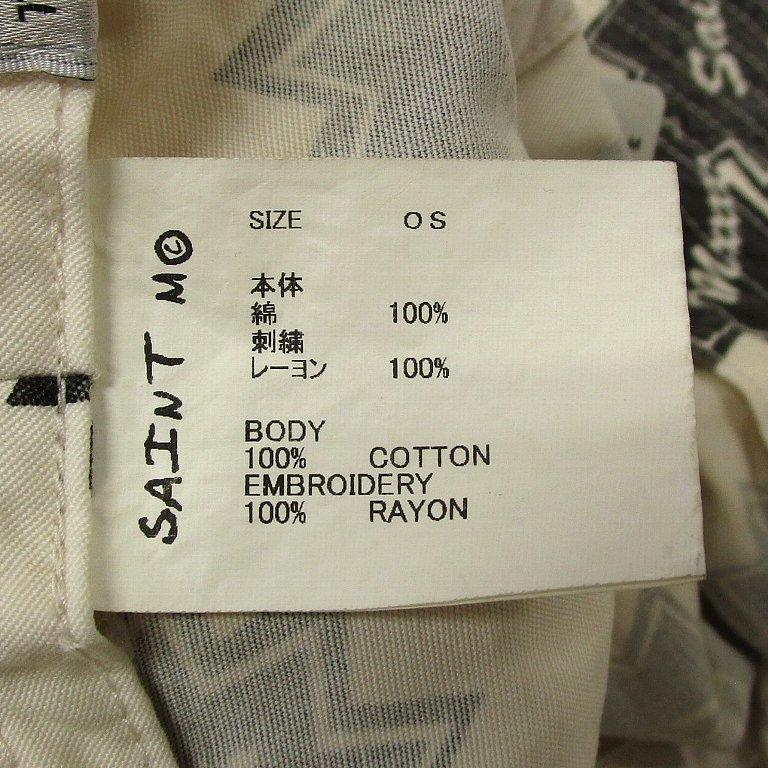 SAINT M©
SIZE OS
本体
綿 100%
刺繍
レーヨン 100%
BODY
100% COTTON
EMBROIDERY
100% RAYON